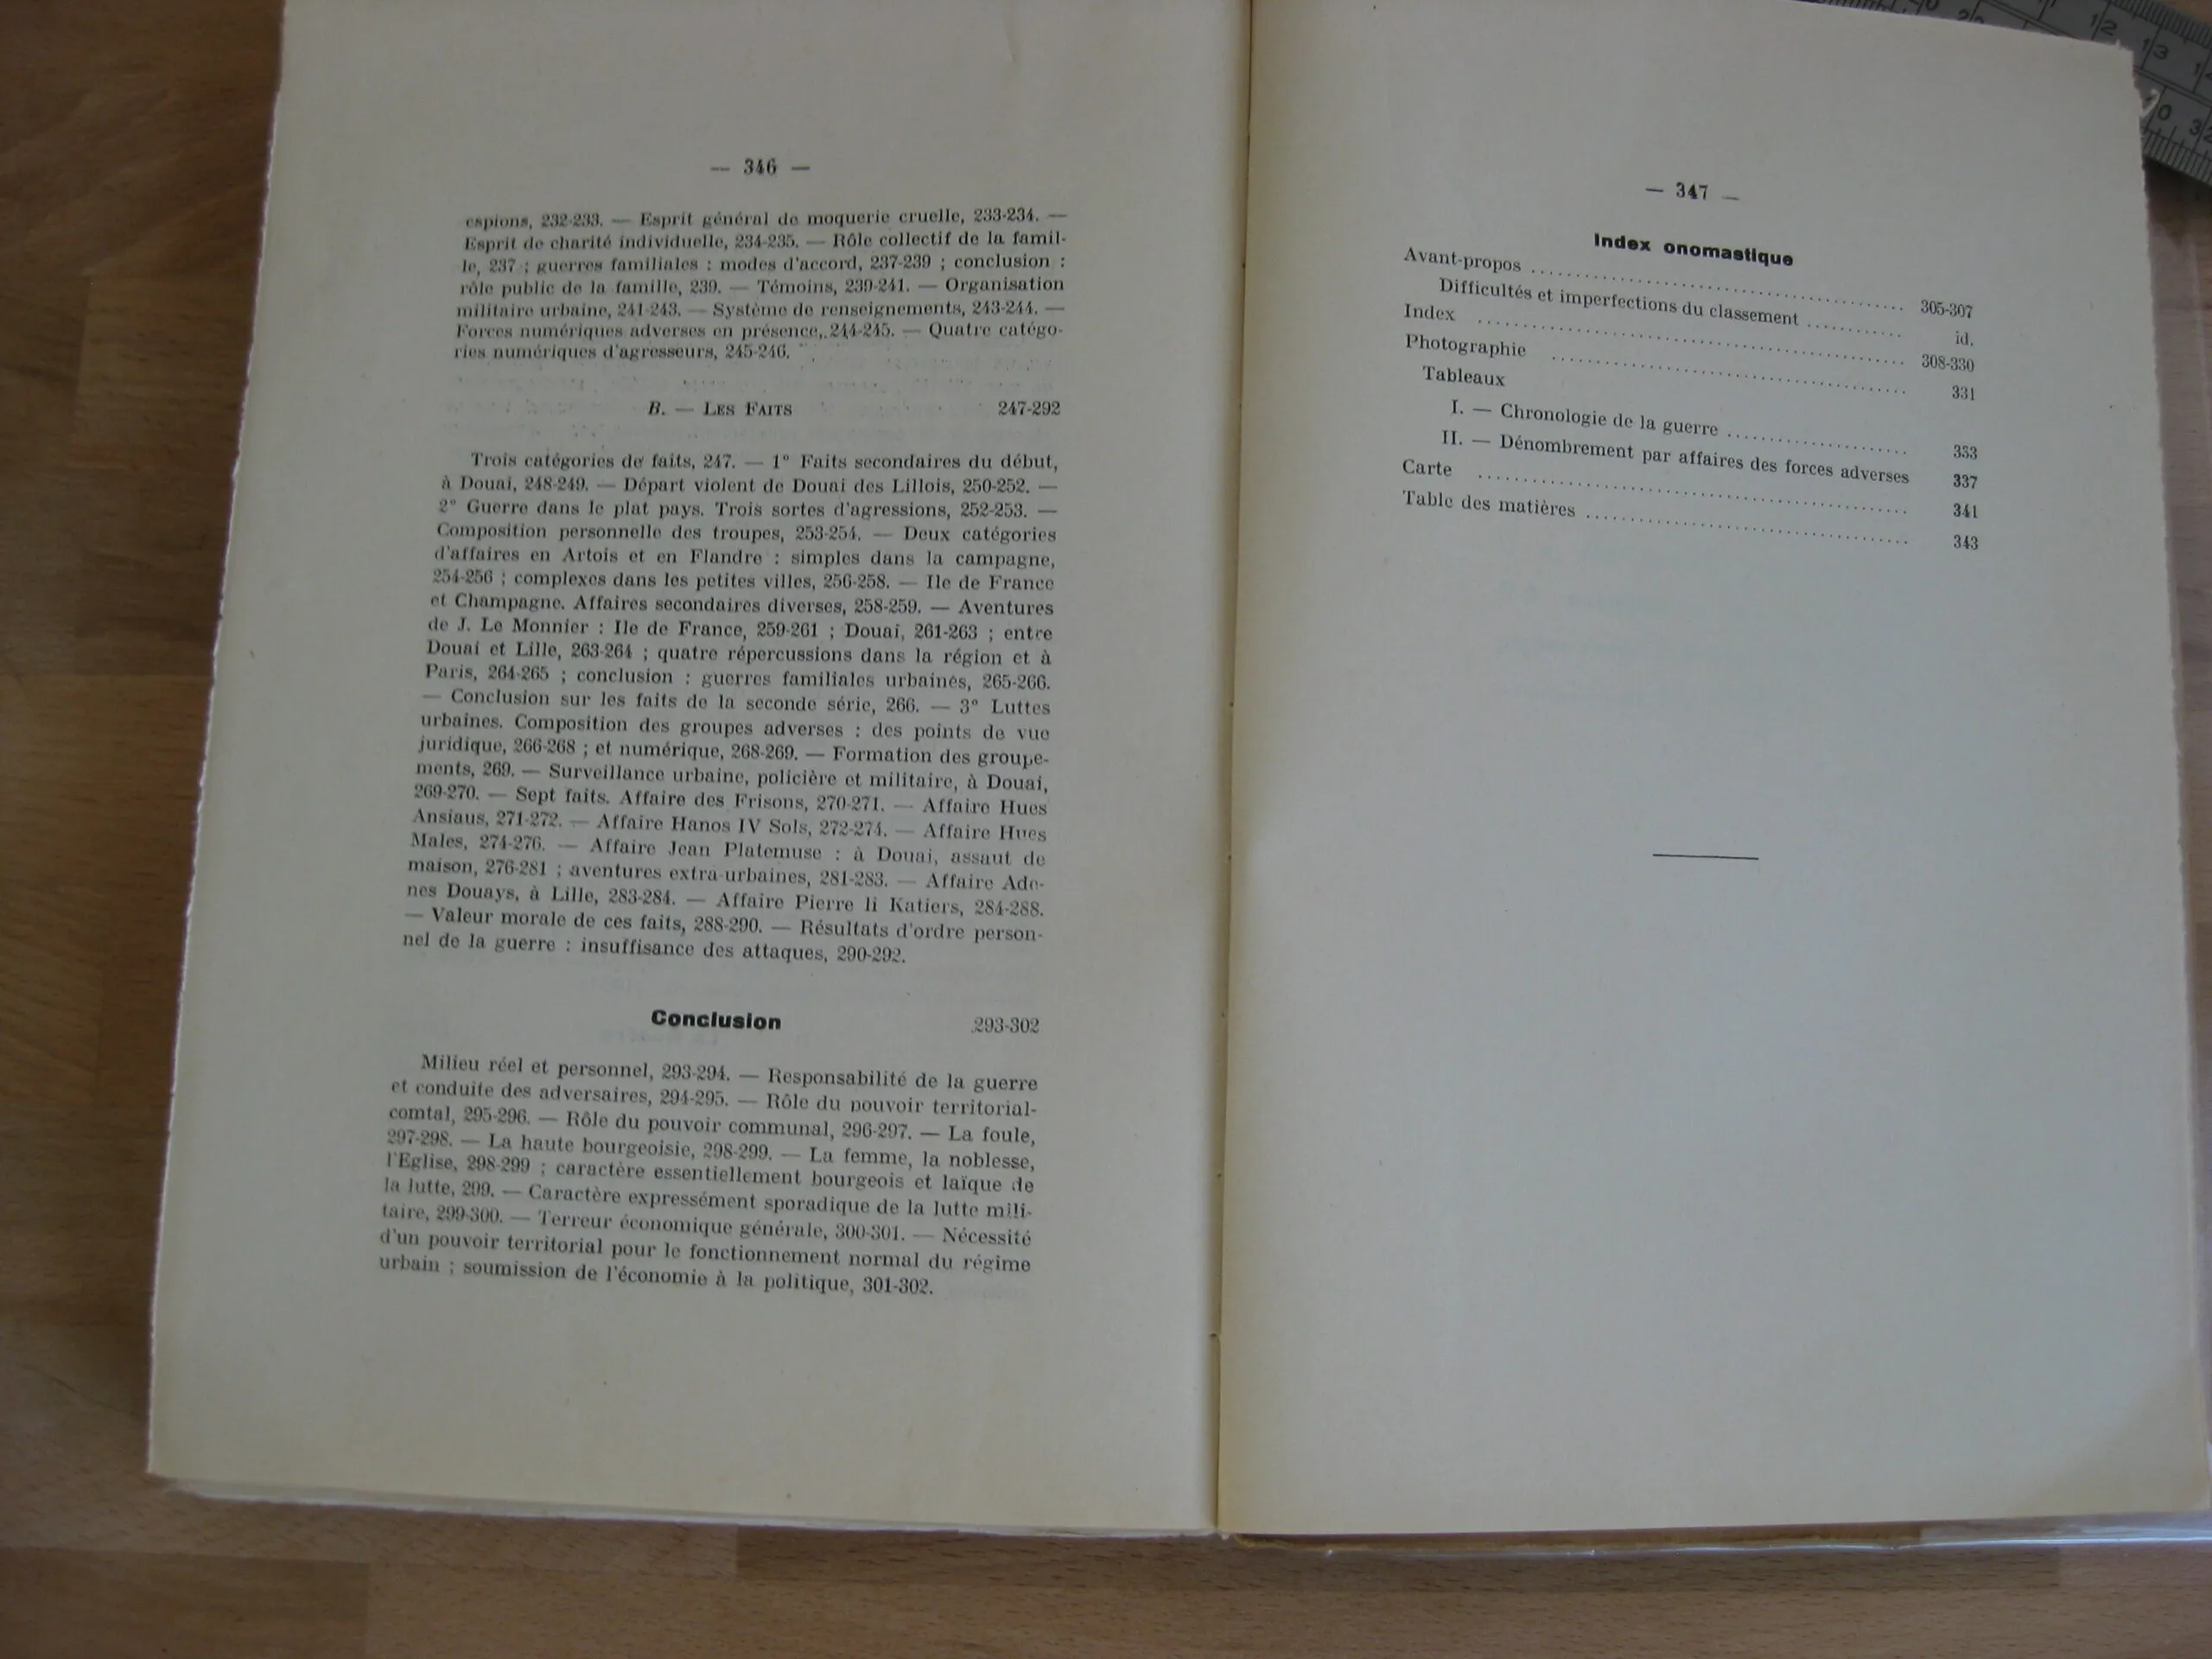 — 346 —
espions, 232-233. — Esprit général de moquerie cruelle, 233-234. —
Esprit de charité individuelle, 234-235. — Rôle collectif de la famil-
le, 237 ; guerres familiales : modes d'accord, 237-239 ; conclusion :
rôle public de la famille, 239. — Témoins, 239-241. — Organisation
militaire urbaine, 241-243. — Système de renseignements, 243-244. —
Forces numériques adverses en présence, 244-245. — Quatre catégo-
ries numériques d'agresseurs, 245-246.
B. — LES FAITS 247-292
Trois catégories de faits, 247. — 1° Faits secondaires du début,
à Douai, 248-249. — Départ violent de Douai des Lillois, 250-252. —
2° Guerre dans le plat pays. Trois sortes d'agressions, 252-253. —
Composition personnelle des troupes, 253-254. — Deux catégories
d'affaires en Artois et en Flandre : simples dans la campagne,
254-256 ; complexes dans les petites villes, 256-258. — Ile de France
et Champagne. Affaires secondaires diverses, 258-259. — Aventures
de J. Le Monnier : Ile de France, 259-261 ; Douai, 261-263 ; entre
Douai et Lille, 263-264 ; quatre répercussions dans la région et à
Paris, 264-265 ; conclusion : guerres familiales urbaines, 265-266.
— Conclusion sur les faits de la seconde série, 266. — 3° Luttes
urbaines. Composition des groupes adverses : des points de vue
juridique, 266-268 ; et numérique, 268-269. — Formation des groupe-
ments, 269. — Surveillance urbaine, policière et militaire, à Douai,
269-270. — Sept faits. Affaire des Frisons, 270-271. — Affaire Hues
Ansiaus, 271-272. — Affaire Hanos IV Sols, 272-274. — Affaire Hues
Males, 274-276. — Affaire Jean Platemuse : à Douai, assaut de
maison, 276-281 ; aventures extra-urbaines, 281-283. — Affaire Ade-
nes Douays, à Lille, 283-284. — Affaire Pierre li Katiers, 284-288.
— Valeur morale de ces faits, 288-290. — Résultats d'ordre person-
nel de la guerre : insuffisance des attaques, 290-292.
Conclusion 293-302
Milieu réel et personnel, 293-294. — Responsabilité de la guerre
et conduite des adversaires, 294-295. — Rôle du pouvoir territorial-
comtal, 295-296. — Rôle du pouvoir communal, 296-297. — La foule,
297-298. — La haute bourgeoisie, 298-299. — La femme, la noblesse,
l'Eglise, 298-299 ; caractère essentiellement bourgeois et laïque de
la lutte, 299. — Caractère expressément sporadique de la lutte mili-
taire, 299-300. — Terreur économique générale, 300-301. — Nécessité
d'un pouvoir territorial pour le fonctionnement normal du régime
urbain ; soumission de l'économie à la politique, 301-302.
— 347 —
Index onomastique
Avant-propos .......... 305-307
Difficultés et imperfections du classement .......... id.
Index .......... 308-330
Photographie .......... 331
Tableaux
I. — Chronologie de la guerre .......... 333
II. — Dénombrement par affaires des forces adverses 337
Carte .......... 341
Table des matières .......... 343